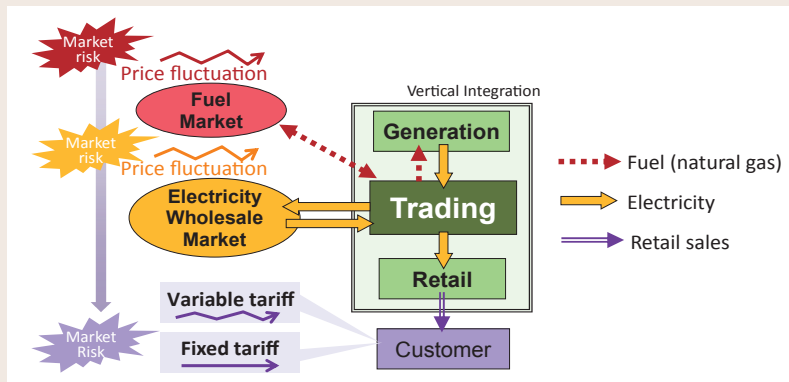 Market
risk
Price fluctuation
Fuel
Market
Market
risk
Price fluctuation
Electricity
Wholesale
Market
Vertical Integration
Generation
Trading
Retail
Customer
Variable tariff
Fixed tariff
Market
Risk
Fuel (natural gas)
Electricity
Retail sales